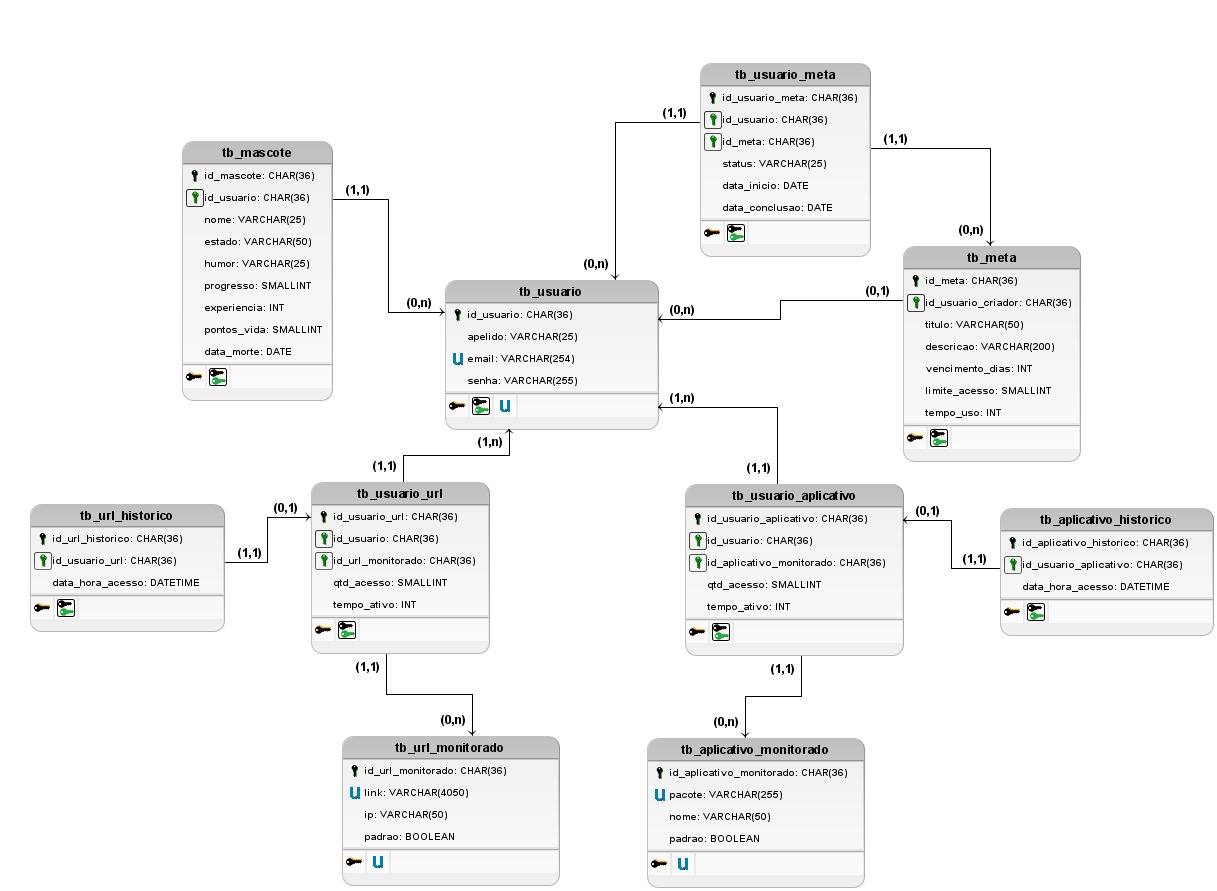 tb_usuario_meta
id_usuario_meta: CHAR(36)
id_usuario: CHAR(36)
id_meta: CHAR(36)
status: VARCHAR(25)
data_inicio: DATE
data_conclusao: DATE
(1,1)
(1,1)
(0,n)
(0,n)
tb_mascote
id_mascote: CHAR(36)
id_usuario: CHAR(36)
nome: VARCHAR(25)
estado: VARCHAR(50)
humor: VARCHAR(25)
progresso: SMALLINT
experiencia: INT
pontos_vida: SMALLINT
data_morte: DATE
(1,1)
(0,n)
tb_usuario
id_usuario: CHAR(36)
apelido: VARCHAR(25)
u email: VARCHAR(254)
senha: VARCHAR(255)
u
tb_meta
id_meta: CHAR(36)
id_usuario_criador: CHAR(36)
titulo: VARCHAR(50)
descricao: VARCHAR(200)
vencimento_dias: INT
limite_acesso: SMALLINT
tempo_uso: INT
(0,1)
(0,n)
(1,n)
(1,1)
(1,n)
(1,1)
tb_url_historico
id_url_historico: CHAR(36)
id_usuario_url: CHAR(36)
data_hora_acesso: DATETIME
(0,1)
(1,1)
tb_usuario_url
id_usuario_url: CHAR(36)
id_usuario: CHAR(36)
id_url_monitorado: CHAR(36)
qtd_acesso: SMALLINT
tempo_ativo: INT
tb_usuario_aplicativo
id_usuario_aplicativo: CHAR(36)
id_usuario: CHAR(36)
id_aplicativo_monitorado: CHAR(36)
qtd_acesso: SMALLINT
tempo_ativo: INT
(0,1)
(1,1)
tb_aplicativo_historico
id_aplicativo_historico: CHAR(36)
id_usuario_aplicativo: CHAR(36)
data_hora_acesso: DATETIME
(1,1)
(0,n)
(1,1)
(0,n)
tb_url_monitorado
id_url_monitorado: CHAR(36)
u link: VARCHAR(4050)
ip: VARCHAR(50)
padrao: BOOLEAN
u
tb_aplicativo_monitorado
id_aplicativo_monitorado: CHAR(36)
u pacote: VARCHAR(255)
nome: VARCHAR(50)
padrao: BOOLEAN
u